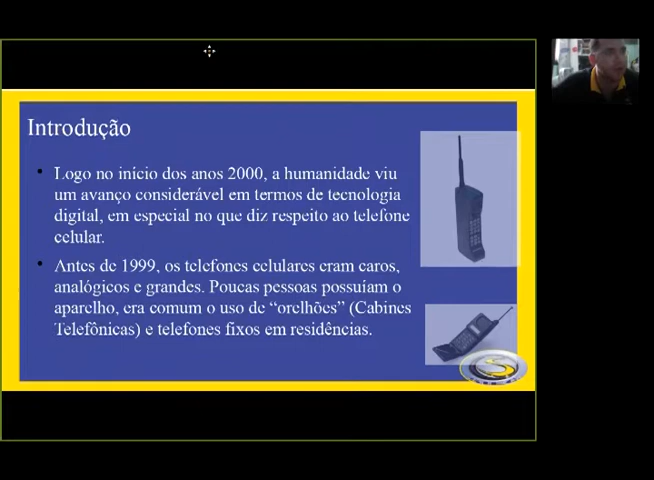 Introdução
Logo no início dos anos 2000, a humanidade viu
um avanço considerável em termos de tecnologia
digital, em especial no que diz respeito ao telefone
celular.
Antes de 1999, os telefones celulares eram caros,
analógicos e grandes. Poucas pessoas possuíam o
aparelho, era comum o uso de “orelhões” (Cabines
Telefônicas) e telefones fixos em residências.